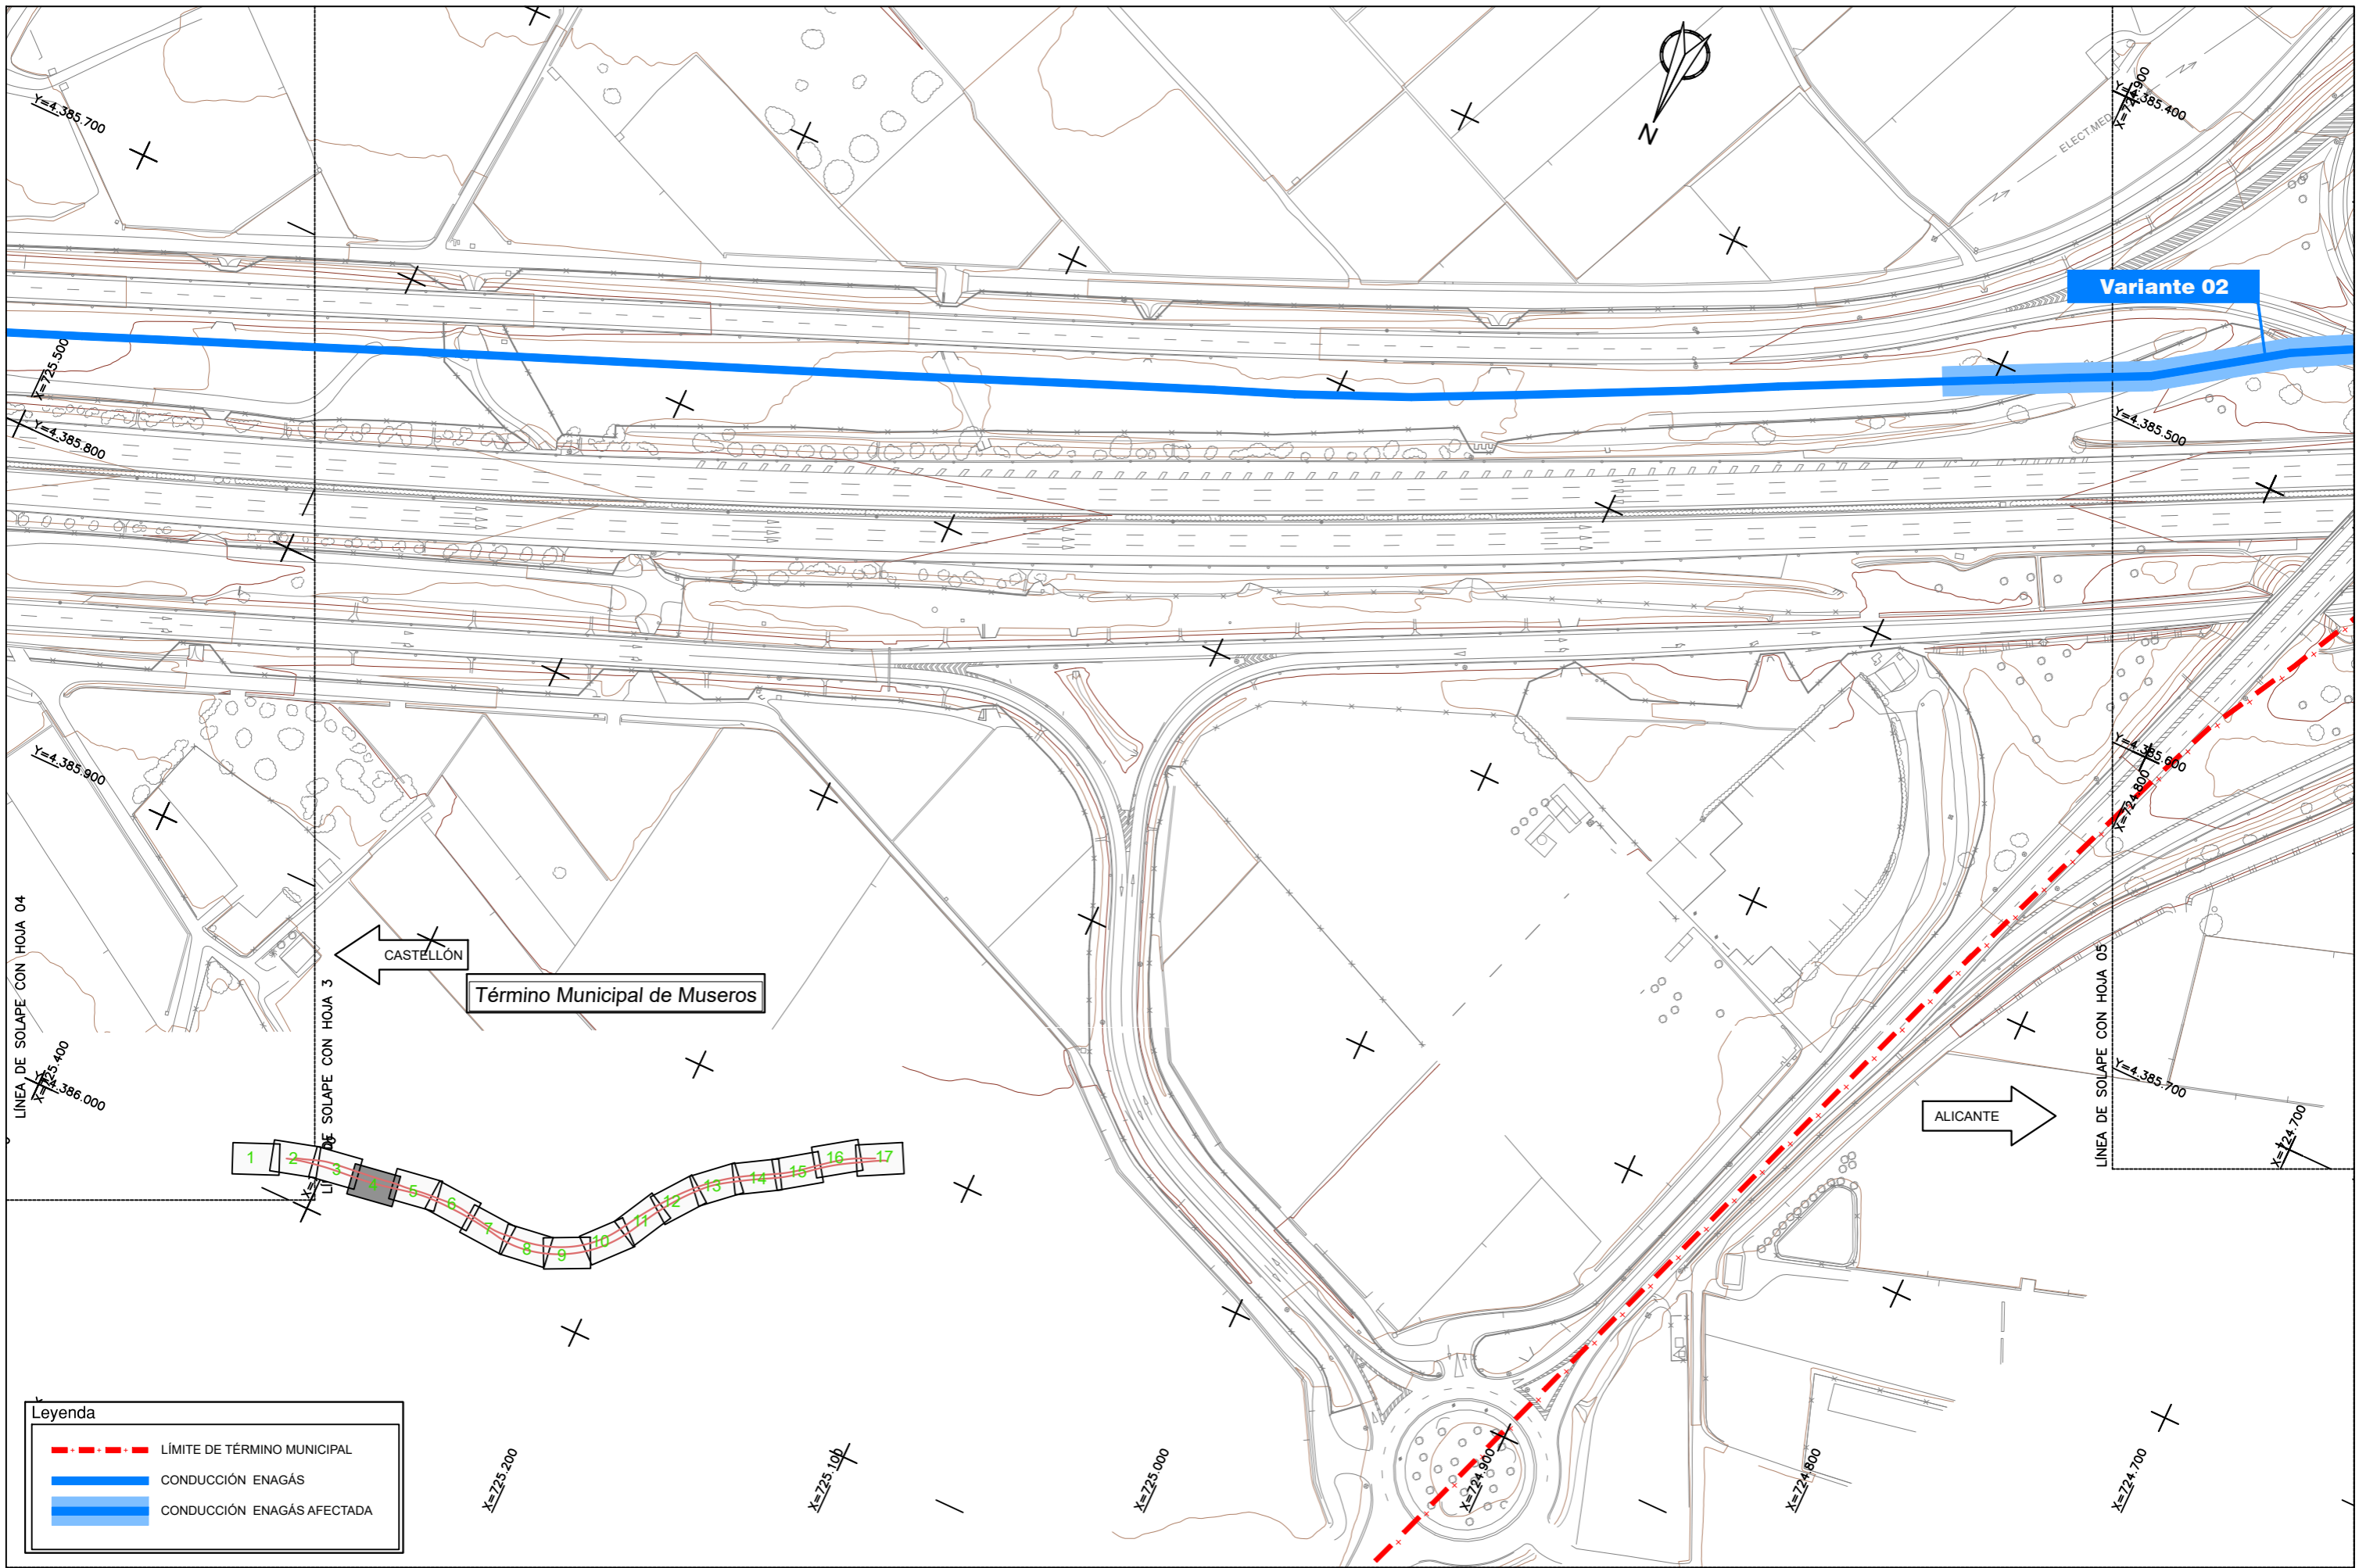 Y=4.385.700
N
X=724.900
Y=4.385.400
ELECT.MED
Variante 02
X=725.500
Y=4.385.800
Y=4.385.500
Y=4.385.900
Y=4.385.600
X=724.800
LÍNEA DE SOLAPE CON HOJA 04
LÍNEA DE SOLAPE CON HOJA 05
CASTELLÓN
Término Municipal de Museros
DE SOLAPE CON HOJA 3
X=725.400
Y=4.386.000
Y=4.385.700
ALICANTE
X=724.700
1
2
3
4
5
6
7
8
9
10
11
12
13
14
15
16
17
Leyenda
LÍMITE DE TÉRMINO MUNICIPAL
CONDUCCIÓN ENAGÁS
CONDUCCIÓN ENAGÁS AFECTADA
X=725.200
X=725.100
X=725.000
X=724.900
X=724.800
X=724.700